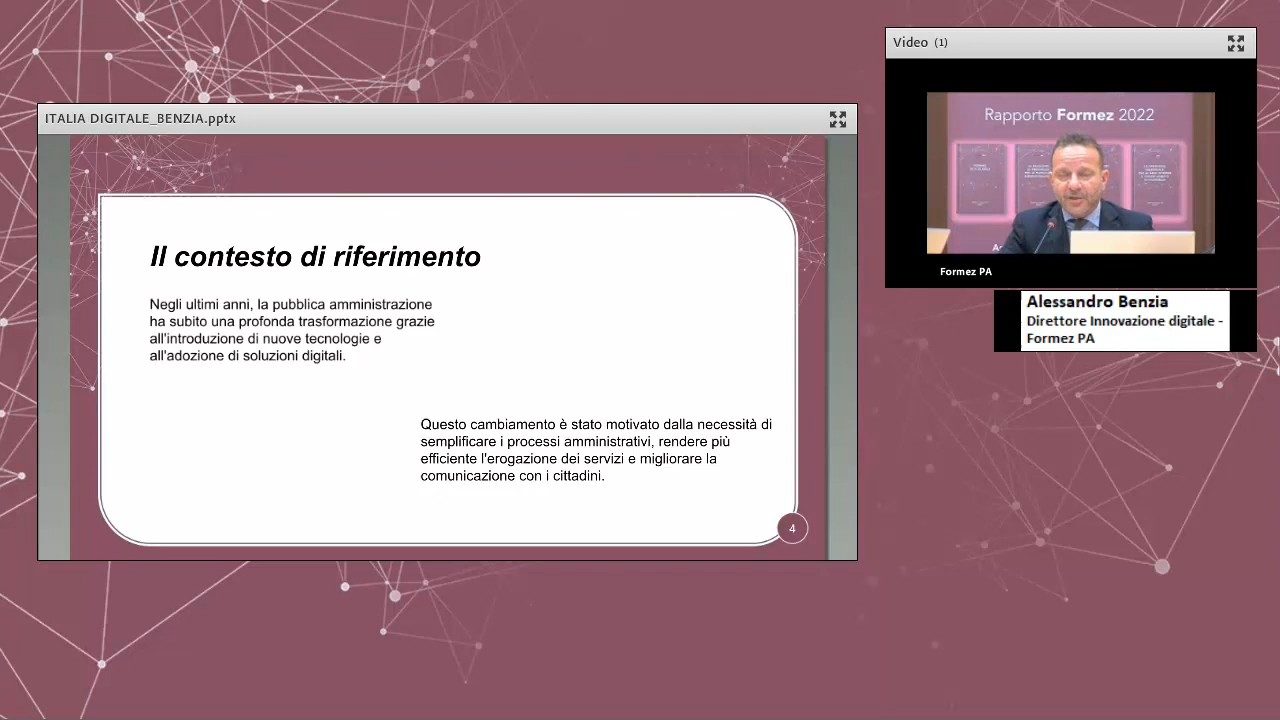 ITALIA DIGITALE_BENZIA.pptx
Il contesto di riferimento
Negli ultimi anni, la pubblica amministrazione
ha subito una profonda trasformazione grazie
all'introduzione di nuove tecnologie e
all'adozione di soluzioni digitali.
Questo cambiamento è stato motivato dalla necessità di
semplificare i processi amministrativi, rendere più
efficiente l'erogazione dei servizi e migliorare la
comunicazione con i cittadini.
4
Video (1)
Rapporto Formez 2022
Formez PA
Alessandro Benzia
Direttore Innovazione digitale -
Formez PA